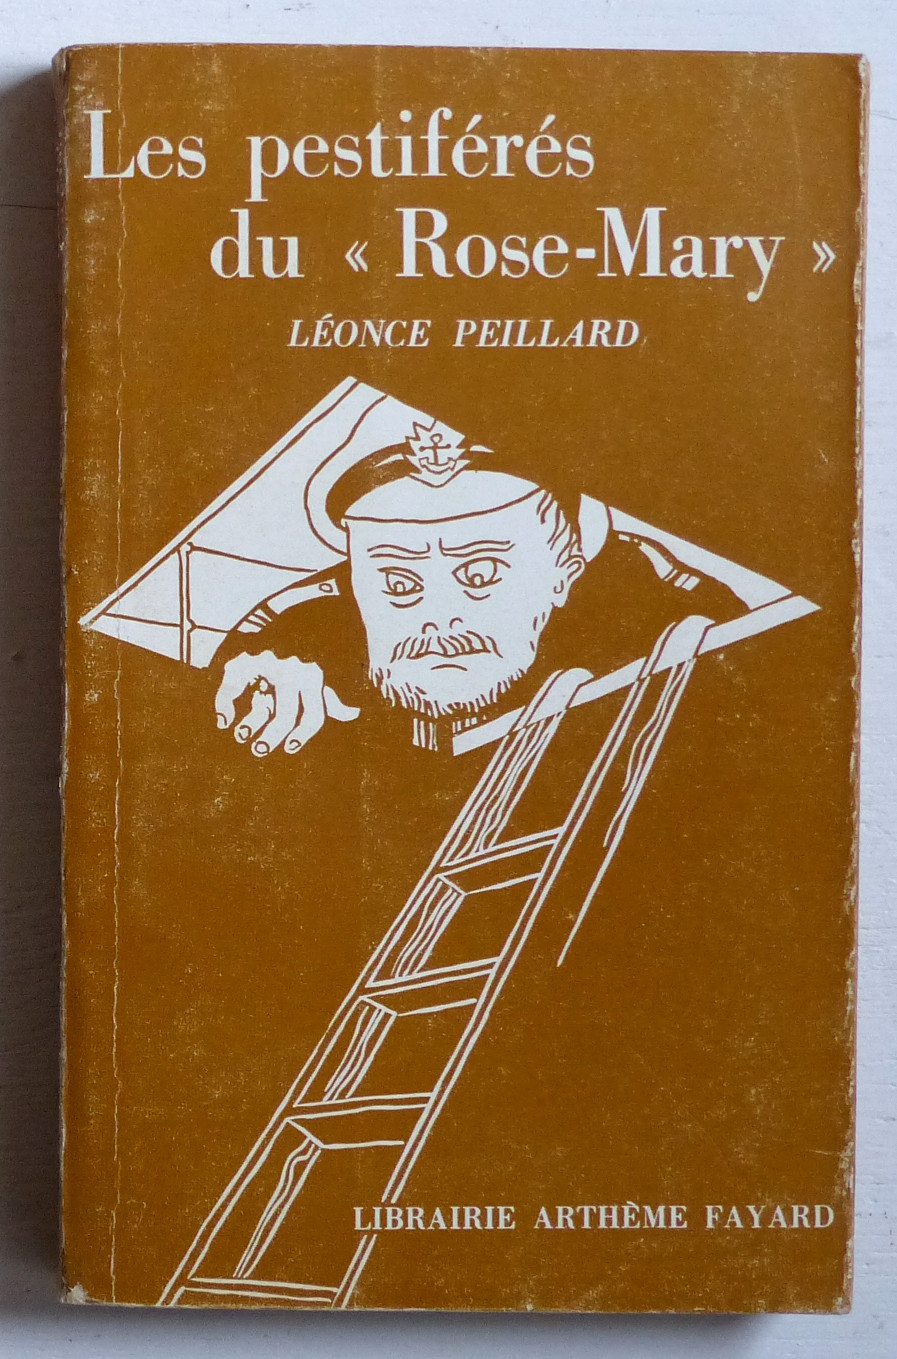 Les pestiférés
du « Rose-Mary »
LÉONCE PEILLARD
LIBRAIRIE ARTHÈME FAYARD